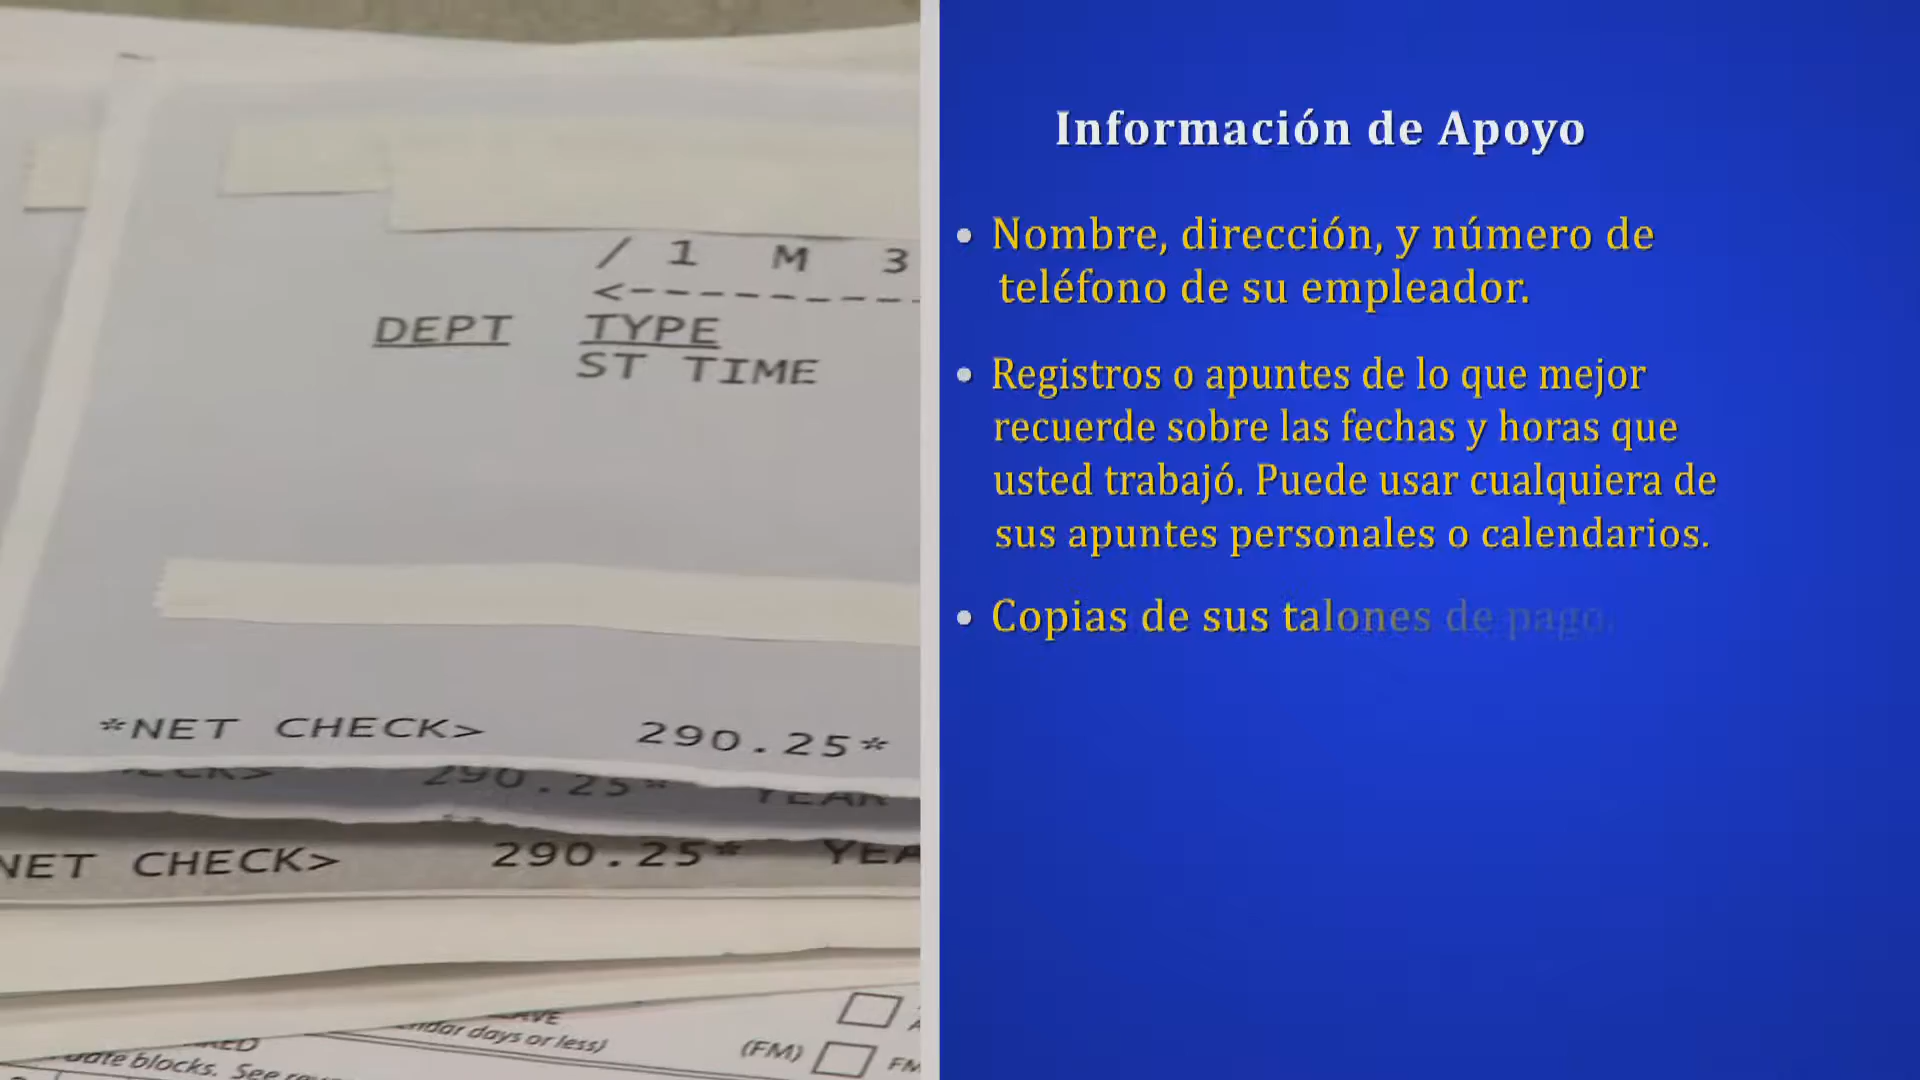 / 1 M 3
<---------
DEPT TYPE
ST TIME
*NET CHECK> 290.25*
290.25* YEAR
NET CHECK> 290.25* YEA
days or less)
(FM)
blocks. See
Información de Apoyo
• Nombre, dirección, y número de
teléfono de su empleador.
• Registros o apuntes de lo que mejor
recuerde sobre las fechas y horas que
usted trabajó. Puede usar cualquiera de
sus apuntes personales o calendarios.
• Copias de sus talones de pago.